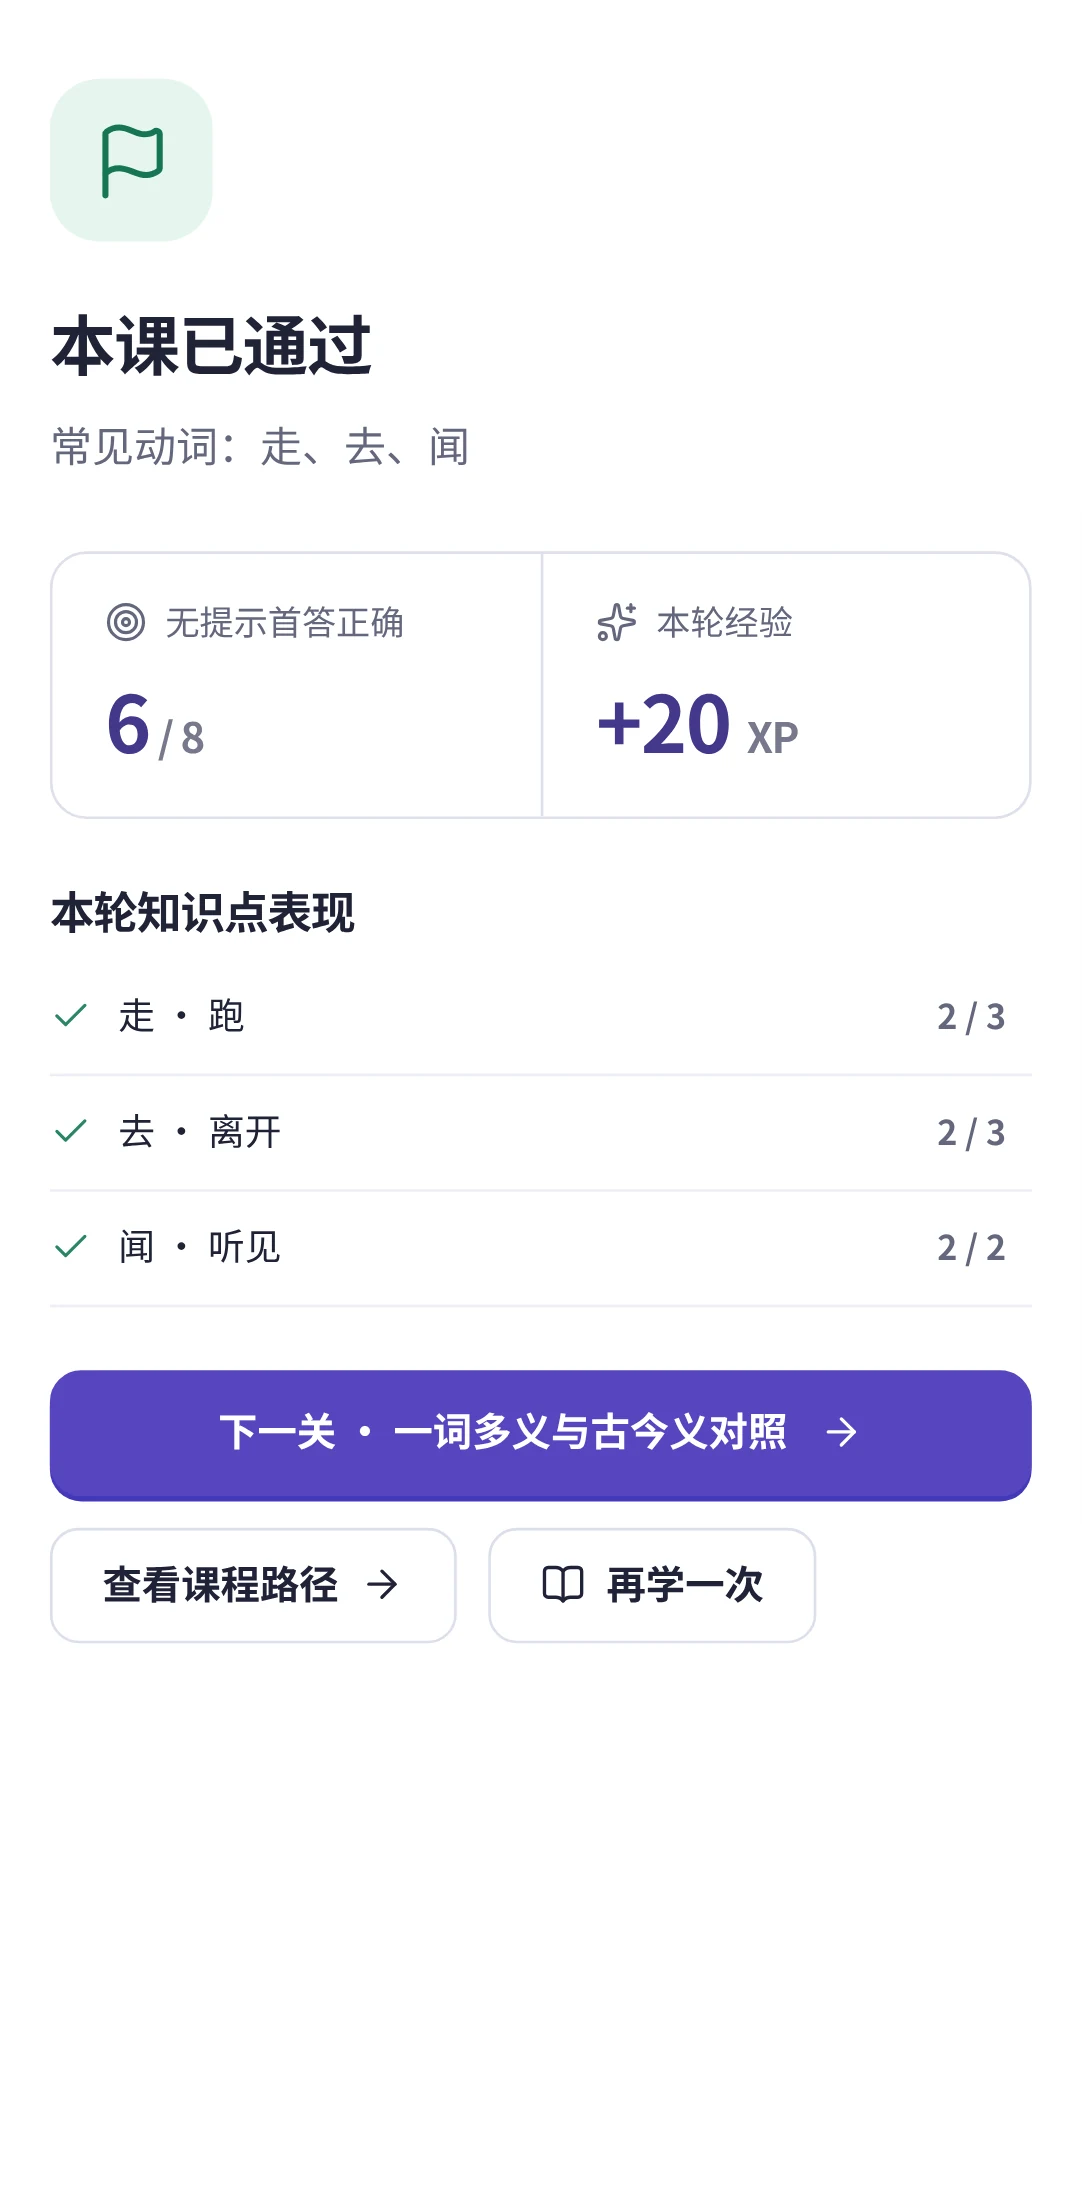 本课已通过
常见动词：走、去、闻
无提示首答正确
6 / 8
本轮经验
+20 XP
本轮知识点表现
走 · 跑 2 / 3
去 · 离开 2 / 3
闻 · 听见 2 / 2
下一关 · 一词多义与古今义对照
查看课程路径
再学一次